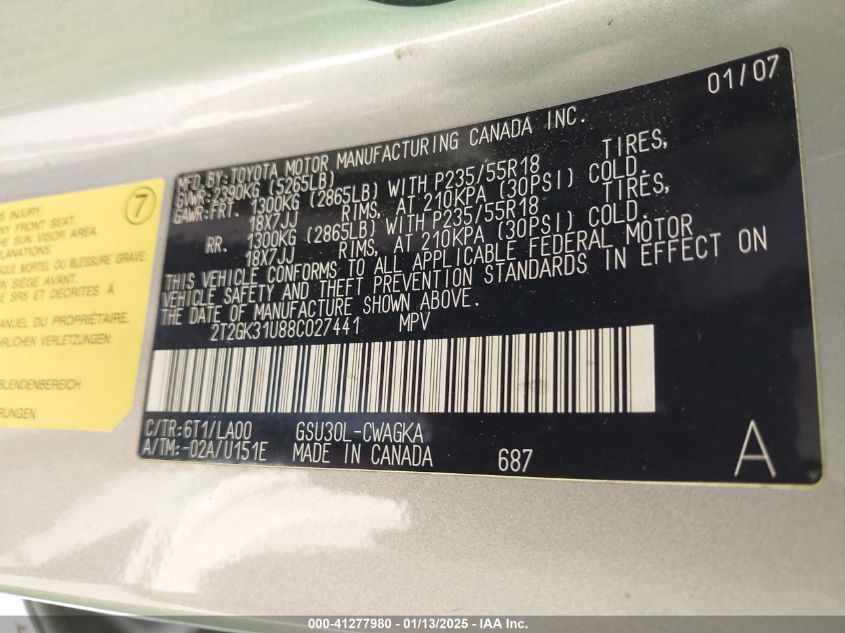 01/07
MFD.BY:TOYOTA MOTOR MANUFACTURING CANADA INC.
GVWR:2390KG (5265LB)
GAWR:FRT. 1300KG (2865LB) WITH P235/55R18 TIRES,
18X7JJ RIMS, AT 210KPA (30PSI) COLD.
RR. 1300KG (2865LB) WITH P235/55R18 TIRES,
18X7JJ RIMS, AT 210KPA (30PSI) COLD.
THIS VEHICLE CONFORMS TO ALL APPLICABLE FEDERAL MOTOR
VEHICLE SAFETY AND THEFT PREVENTION STANDARDS IN EFFECT ON
THE DATE OF MANUFACTURE SHOWN ABOVE.
2T2GK31U88C027441 MPV
C/TR:6T1/LA00 GSU30L-CWAGKA
A/TM:-02A/U151E MADE IN CANADA 687 A
7
INJURY.
FRONT SEAT.
THE SUN VISOR AREA.
QUE MORTEL OU BLESSURE GRAVE:
SIÈGE AVANT.
SRS ET DÉCRITES À
MANUEL DU PROPRIÉTAIRE.
BLENDENBEREICH
000-41277980 - 01/13/2025 - IAA Inc.